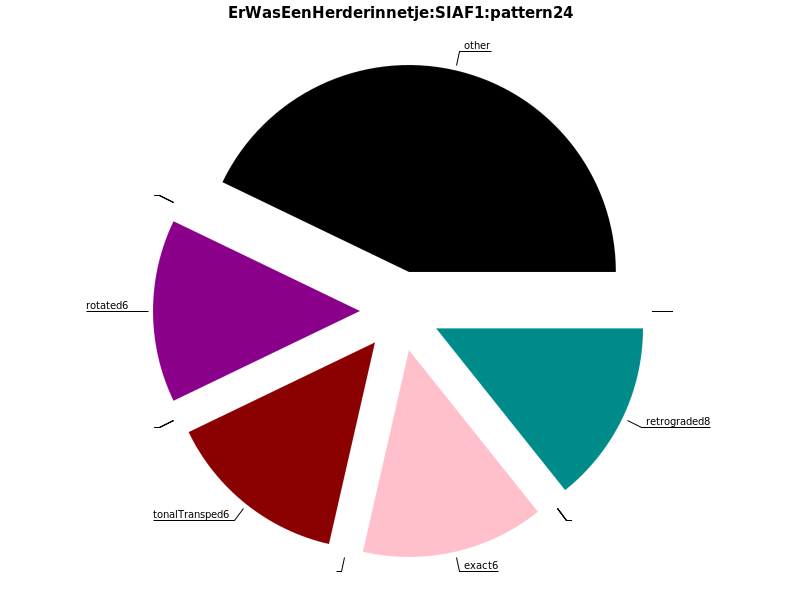 ErWasEenHerderinnetje:SIAF1:pattern24
other
rotated6
retrograded8
tonalTransped6
exact6